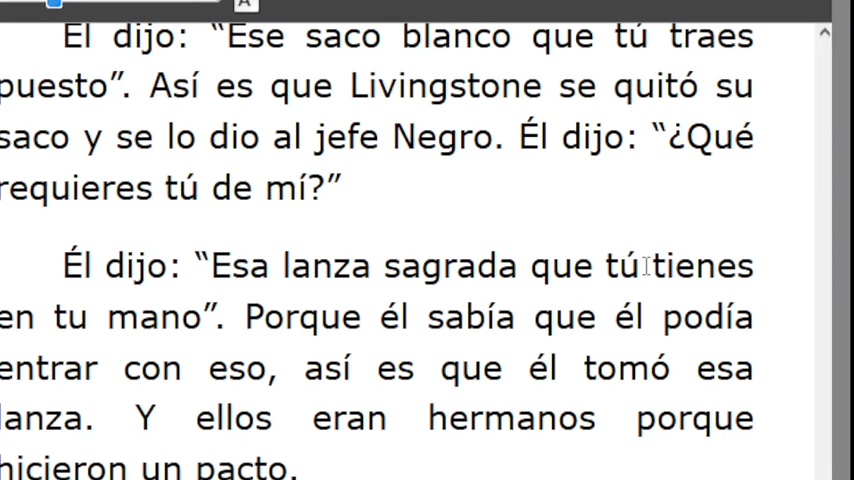 Él dijo: “Ese saco blanco que tú traes
puesto”. Así es que Livingstone se quitó su
saco y se lo dio al jefe Negro. Él dijo: “¿Qué
requieres tú de mí?”
Él dijo: “Esa lanza sagrada que tú tienes
en tu mano”. Porque él sabía que él podía
entrar con eso, así es que él tomó esa
lanza. Y ellos eran hermanos porque
hicieron un pacto.